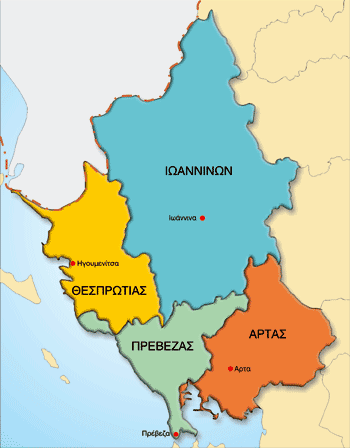 ΙΩΑΝΝΙΝΩΝ
Ιωάννινα
Ηγουμενίτσα
ΘΕΣΠΡΩΤΙΑΣ
ΑΡΤΑΣ
ΠΡΕΒΕΖΑΣ
Άρτα
Πρέβεζα